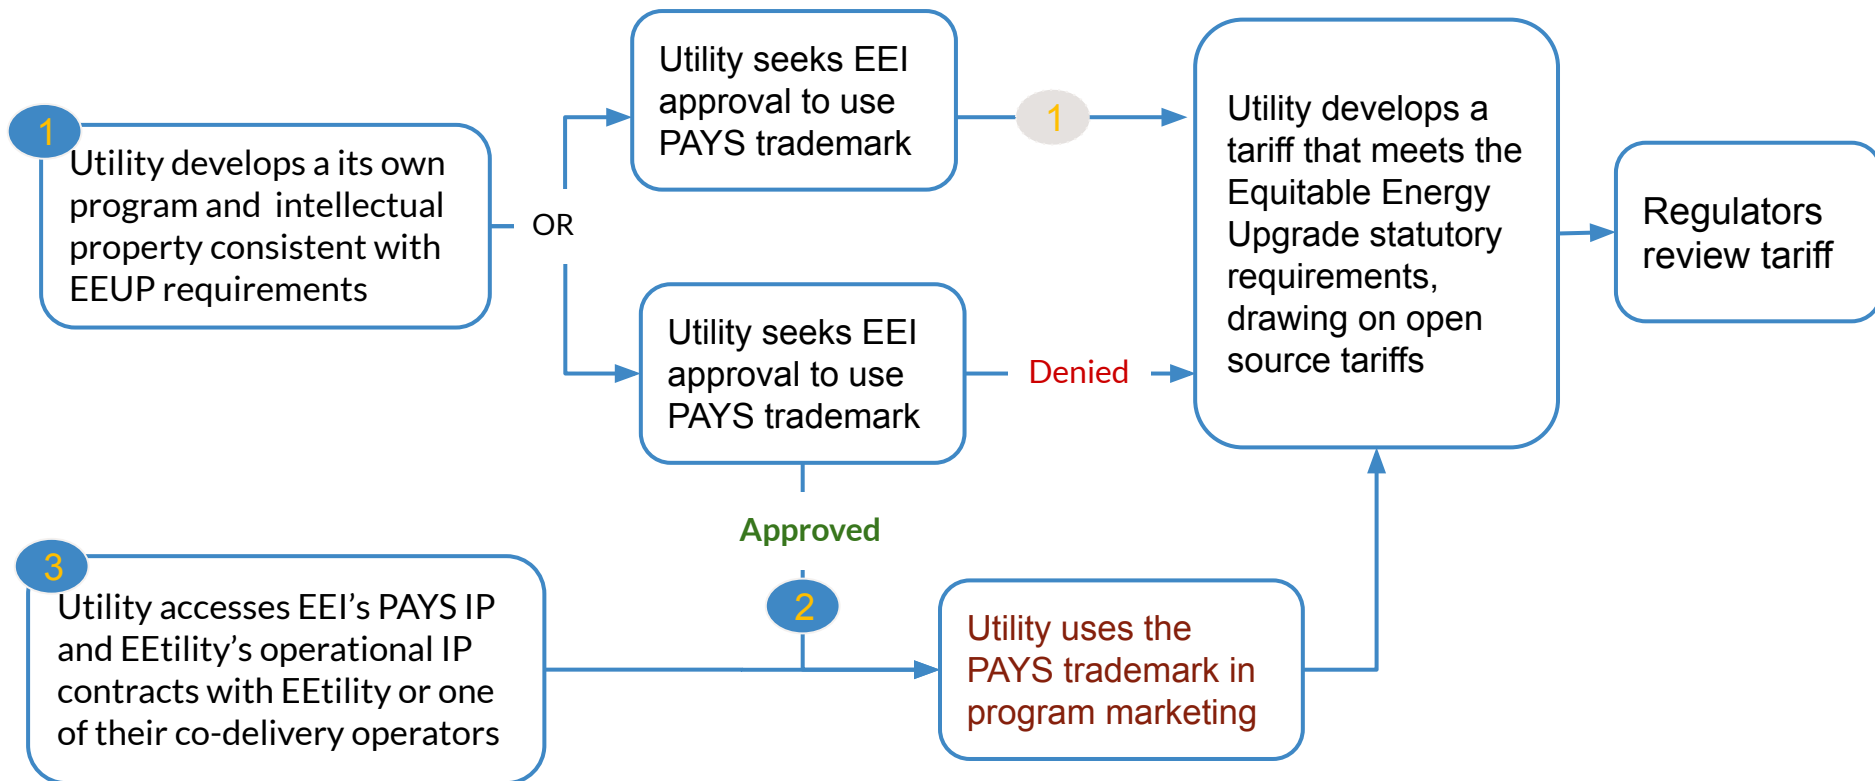 1
Utility develops a its own
program and intellectual
property consistent with
EEUP requirements
OR
Utility seeks EEI
approval to use
PAYS trademark
1
Utility seeks EEI
approval to use
PAYS trademark
Denied
Approved
2
Utility develops a
tariff that meets the
Equitable Energy
Upgrade statutory
requirements,
drawing on open
source tariffs
Regulators
review tariff
3
Utility accesses EEI’s PAYS IP
and EEtility’s operational IP
contracts with EEtility or one
of their co-delivery operators
Utility uses the
PAYS trademark in
program marketing